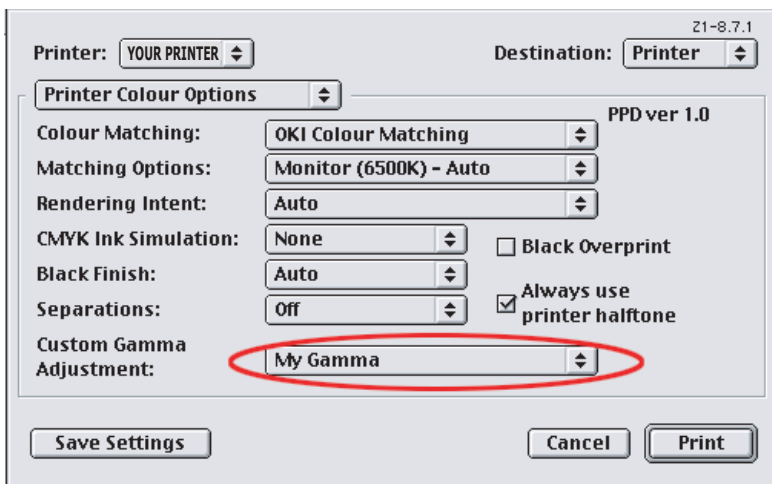 Z1-8.7.1
Printer: YOUR PRINTER Destination: Printer
Printer Colour Options
PPD ver 1.0
Colour Matching: OKI Colour Matching
Matching Options: Monitor (6500K) - Auto
Rendering Intent: Auto
CMYK Ink Simulation: None Black Overprint
Black Finish: Auto
Separations: Off Always use
printer halftone
Custom Gamma
Adjustment: My Gamma
Save Settings Cancel Print